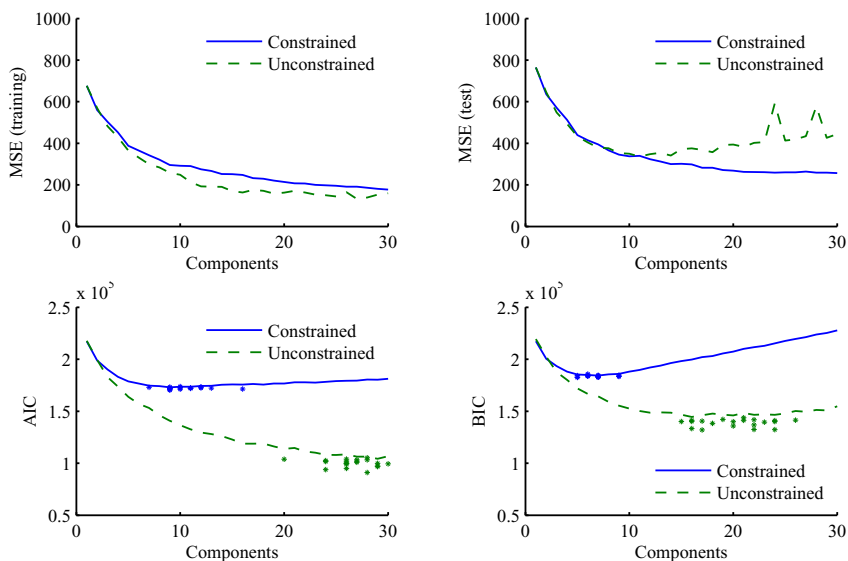 1000
800
600
400
200
0
MSE (training)
Constrained
Unconstrained
0 10 20 30
Components
1000
800
600
400
200
0
MSE (test)
Constrained
Unconstrained
0 10 20 30
Components
x 10^5
2.5
2
1.5
1
0.5
AIC
Constrained
Unconstrained
0 10 20 30
Components
x 10^5
2.5
2
1.5
1
0.5
BIC
Constrained
Unconstrained
0 10 20 30
Components